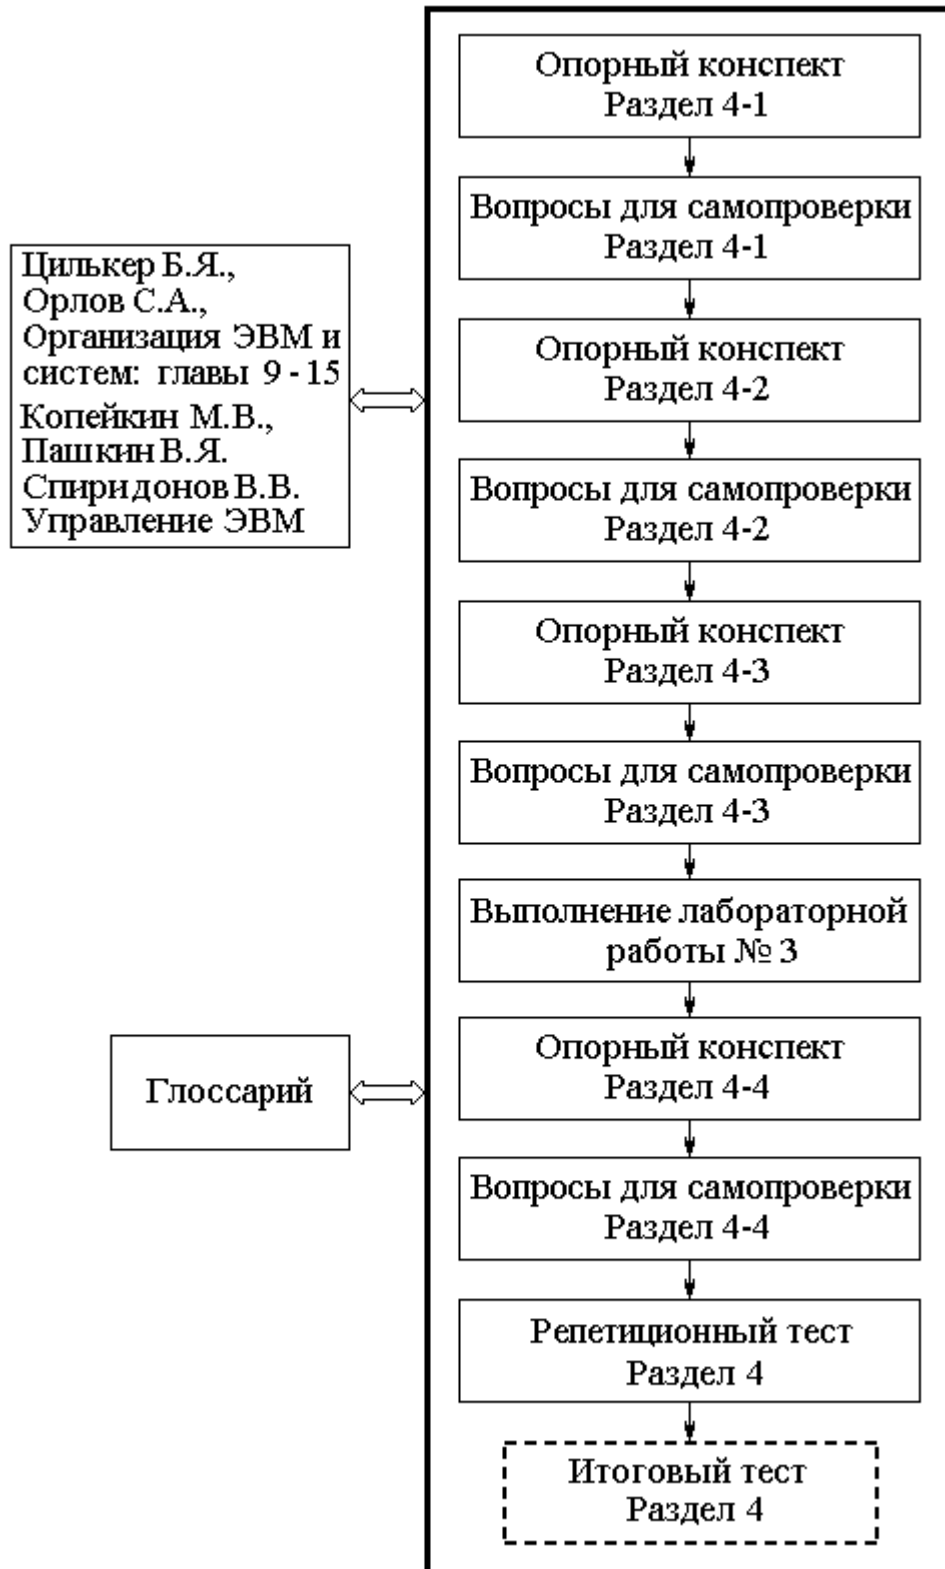 Опорный конспект
Раздел 4-1
Вопросы для самопроверки
Раздел 4-1
Цилькер Б.Я.,
Орлов С.А.,
Организация ЭВМ и
систем: главы 9 - 15
Копейкин М.В.,
Пашкин В.Я.
Спиридонов В.В.
Управление ЭВМ
Опорный конспект
Раздел 4-2
Вопросы для самопроверки
Раздел 4-2
Опорный конспект
Раздел 4-3
Вопросы для самопроверки
Раздел 4-3
Выполнение лабораторной
работы № 3
Глоссарий
Опорный конспект
Раздел 4-4
Вопросы для самопроверки
Раздел 4-4
Репетиционный тест
Раздел 4
Итоговый тест
Раздел 4